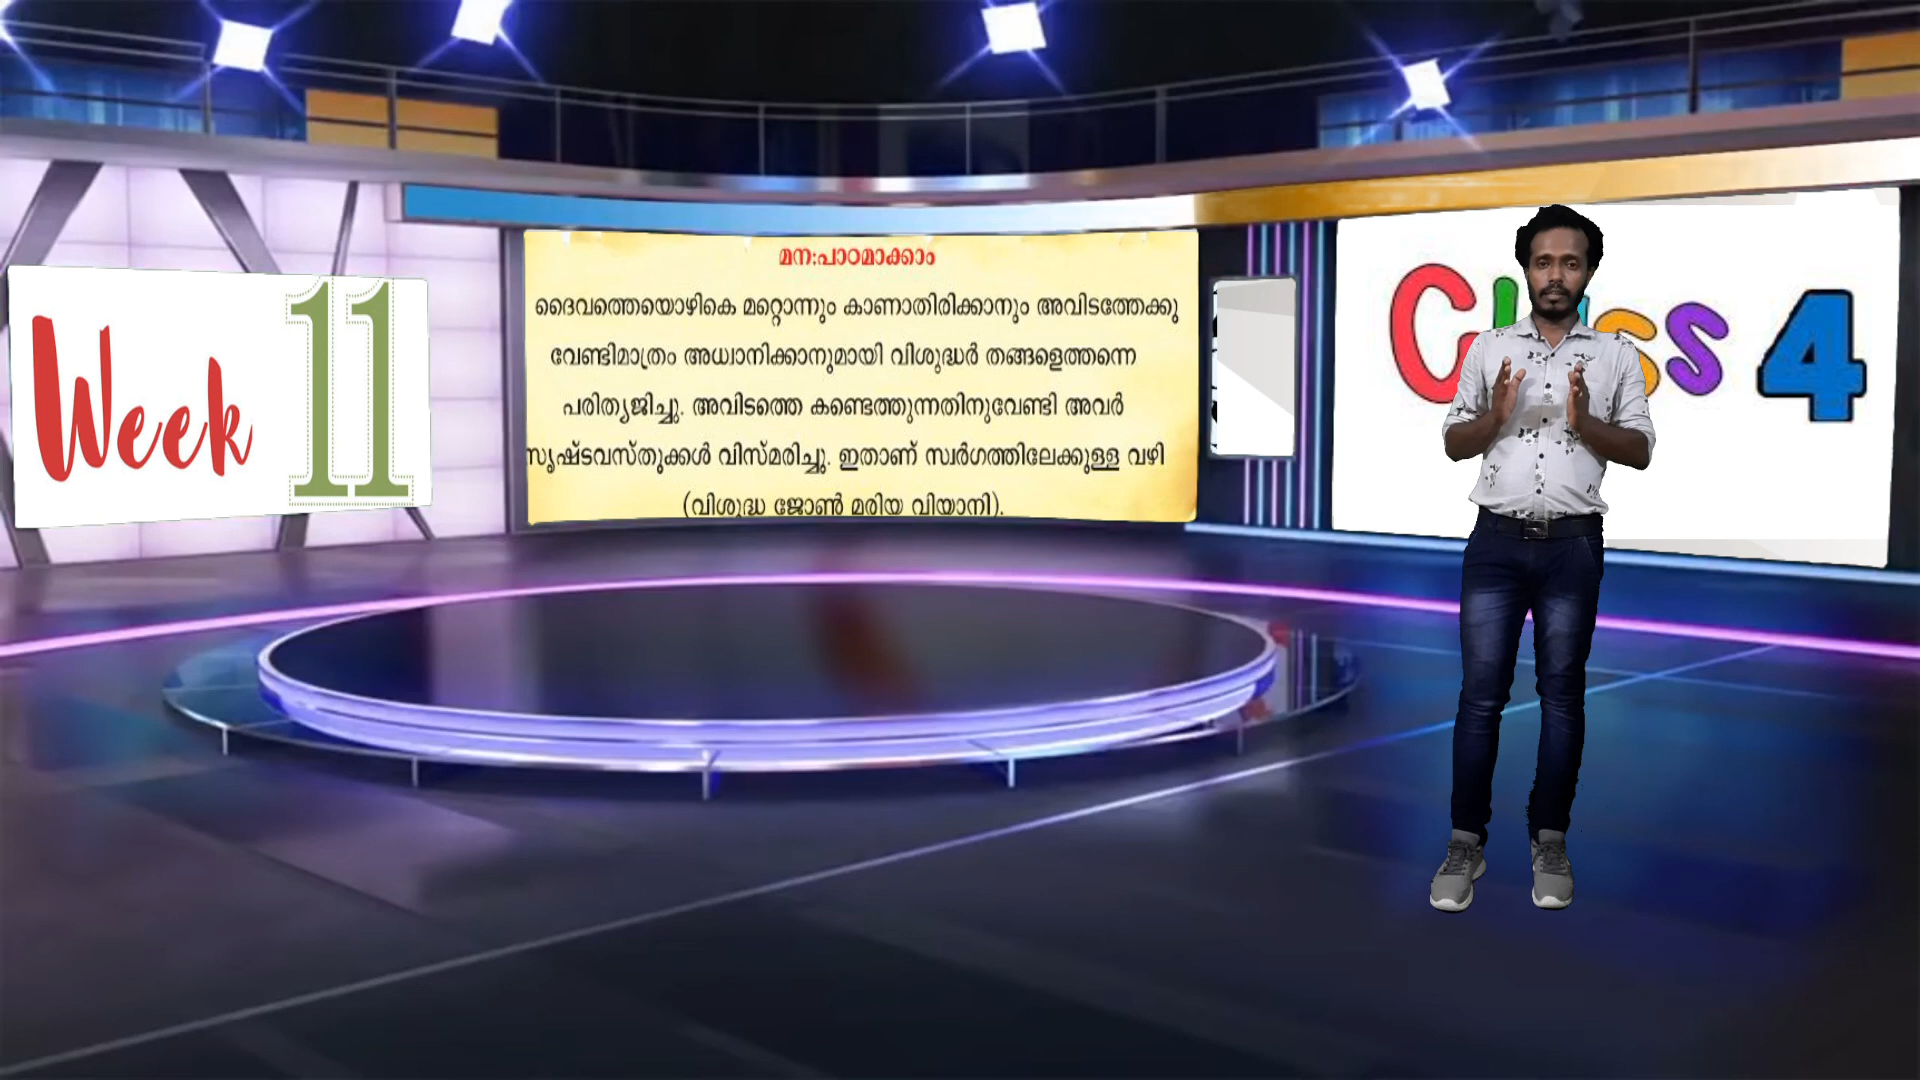 Week 11
മന:പാഠമാക്കാം
ദൈവത്തെയൊഴികെ മറ്റൊന്നും കാണാതിരിക്കാനും അവിടത്തേക്കു
വേണ്ടിമാത്രം അധ്വാനിക്കാനുമായി വിശുദ്ധർ തങ്ങളെത്തന്നെ
പരിത്യജിച്ചു. അവിടത്തെ കണ്ടെത്തുന്നതിനുവേണ്ടി അവർ
സൃഷ്ടവസ്തുക്കൾ വിസ്മരിച്ചു. ഇതാണ് സ്വർഗത്തിലേക്കുള്ള വഴി
(വിശുദ്ധ ജോൺ മരിയ വിയാനി).
Class 4